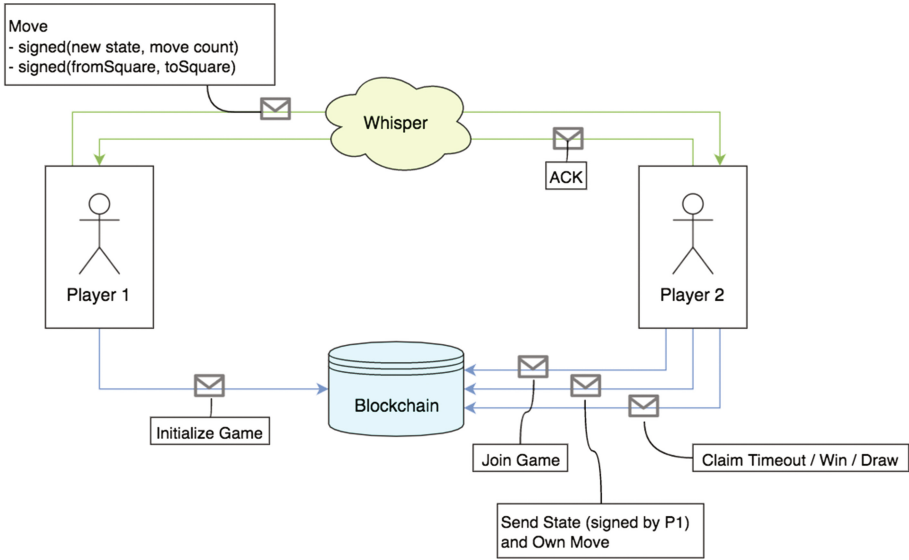 Move
- signed(new state, move count)
- signed(fromSquare, toSquare)
Whisper
ACK
Player 1
Player 2
Blockchain
Initialize Game
Join Game
Claim Timeout / Win / Draw
Send State (signed by P1)
and Own Move